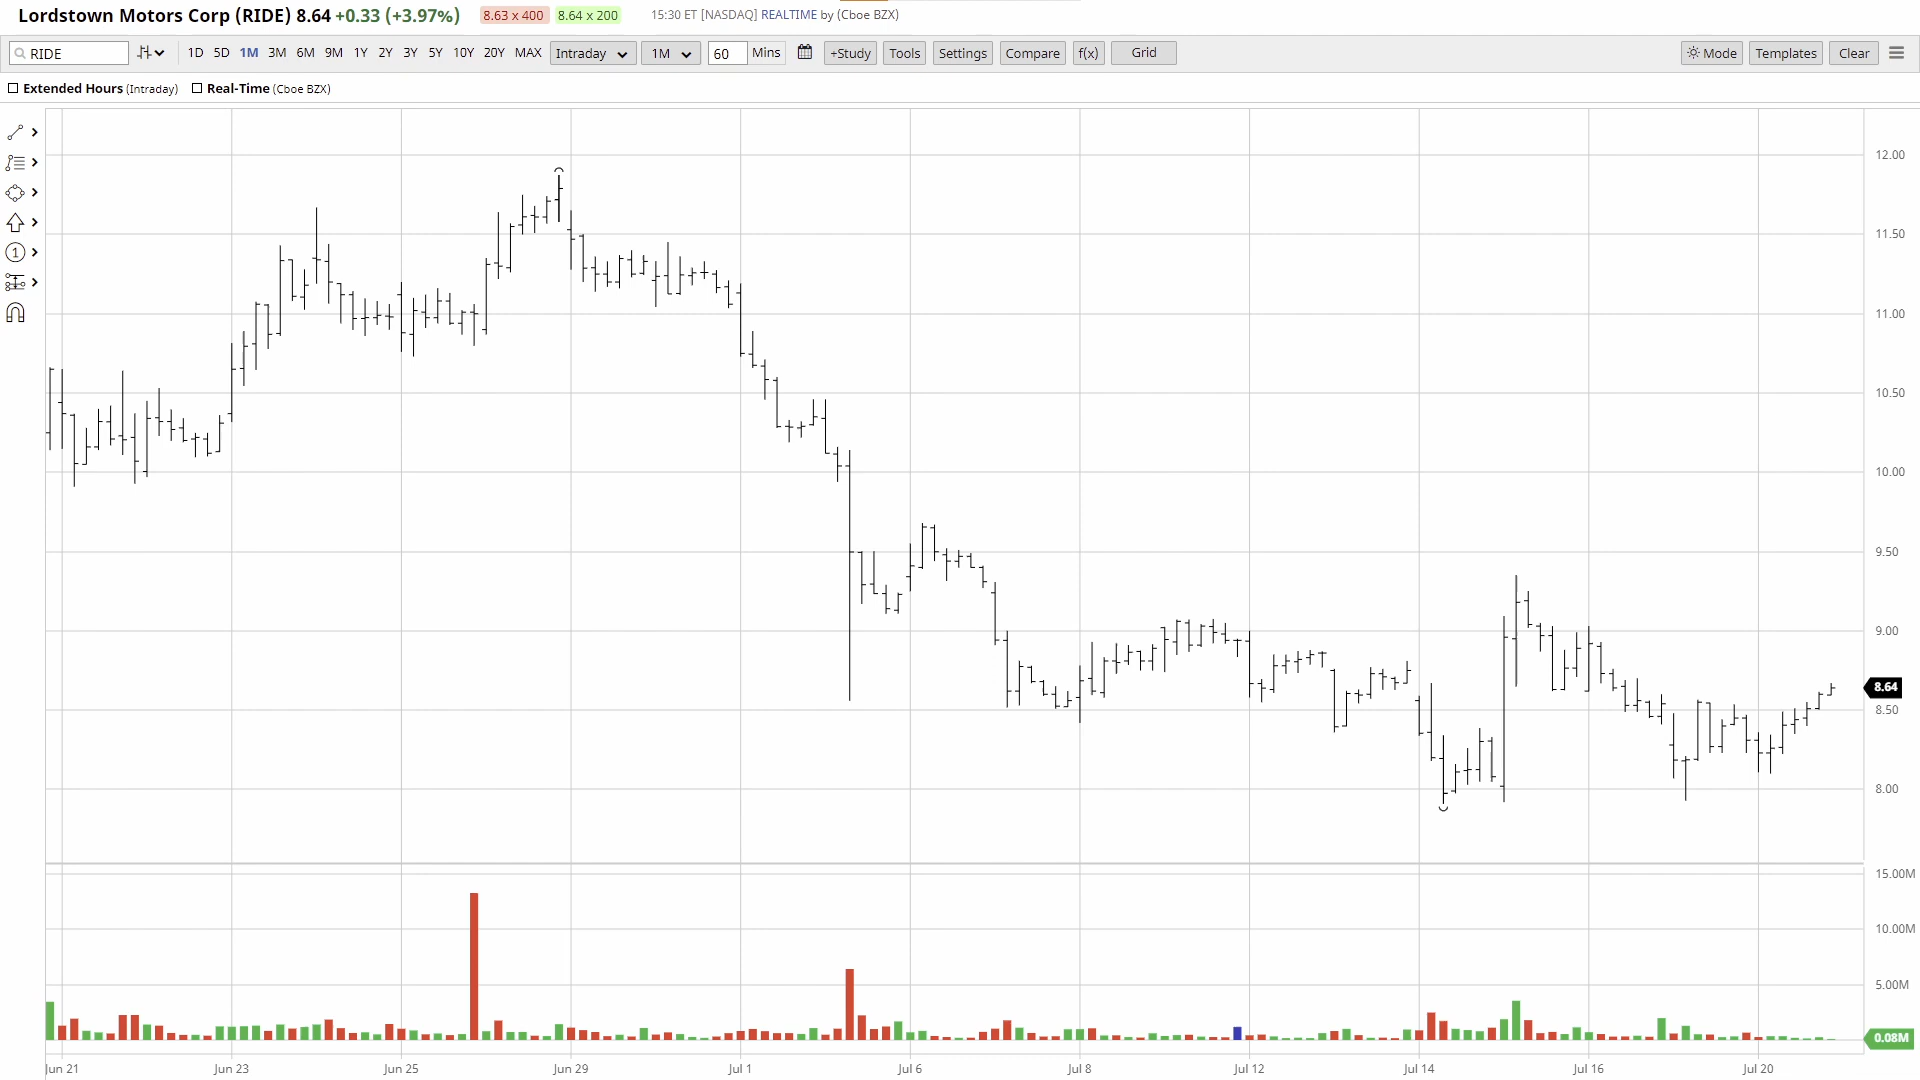 Lordstown Motors Corp (RIDE) 8.64 +0.33 (+3.97%) 8.63 x 400 8.64 x 200 15:30 ET [NASDAQ] REALTIME by (Cboe BZX)
RIDE 1D 5D 1M 3M 6M 9M 1Y 2Y 3Y 5Y 10Y 20Y MAX Intraday 1M 60 Mins +Study Tools Settings Compare f(x) Grid Mode Templates Clear
Extended Hours (Intraday) Real-Time (Cboe BZX)
1
12.00
11.50
11.00
10.50
10.00
9.50
9.00
8.64
8.50
8.00
15.00M
10.00M
5.00M
0.08M
Jun 21 Jun 23 Jun 25 Jun 29 Jul 1 Jul 6 Jul 8 Jul 12 Jul 14 Jul 16 Jul 20